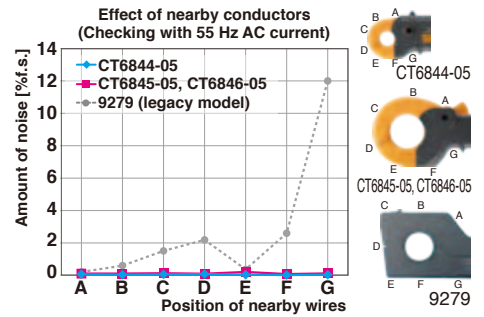 Effect of nearby conductors
(Checking with 55 Hz AC current)
Amount of noise [%f.s.]
14
12
10
8
6
4
2
0
CT6844-05
CT6845-05, CT6846-05
9279 (legacy model)
A B C D E F G
Position of nearby wires
B A
C
D
E F G
CT6844-05
B A
C
D
E F G
CT6845-05, CT6846-05
C B A
D
E F G
9279